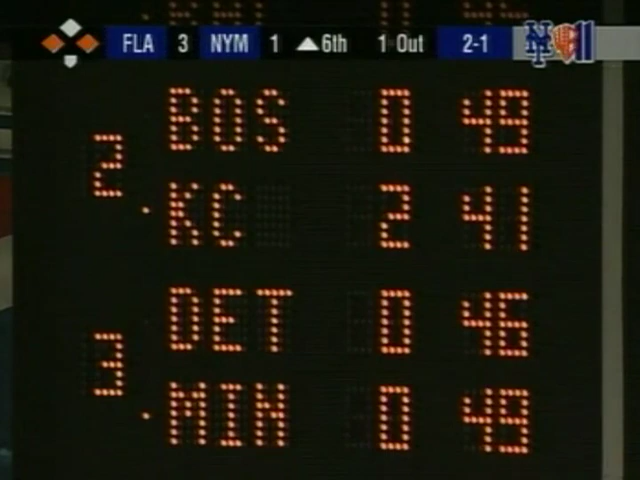 FLA 3 NYM 1 6th 1 Out 2-1 NY
BOS 0 49
2
KC 2 41
DET 0 46
3
MIN 0 49